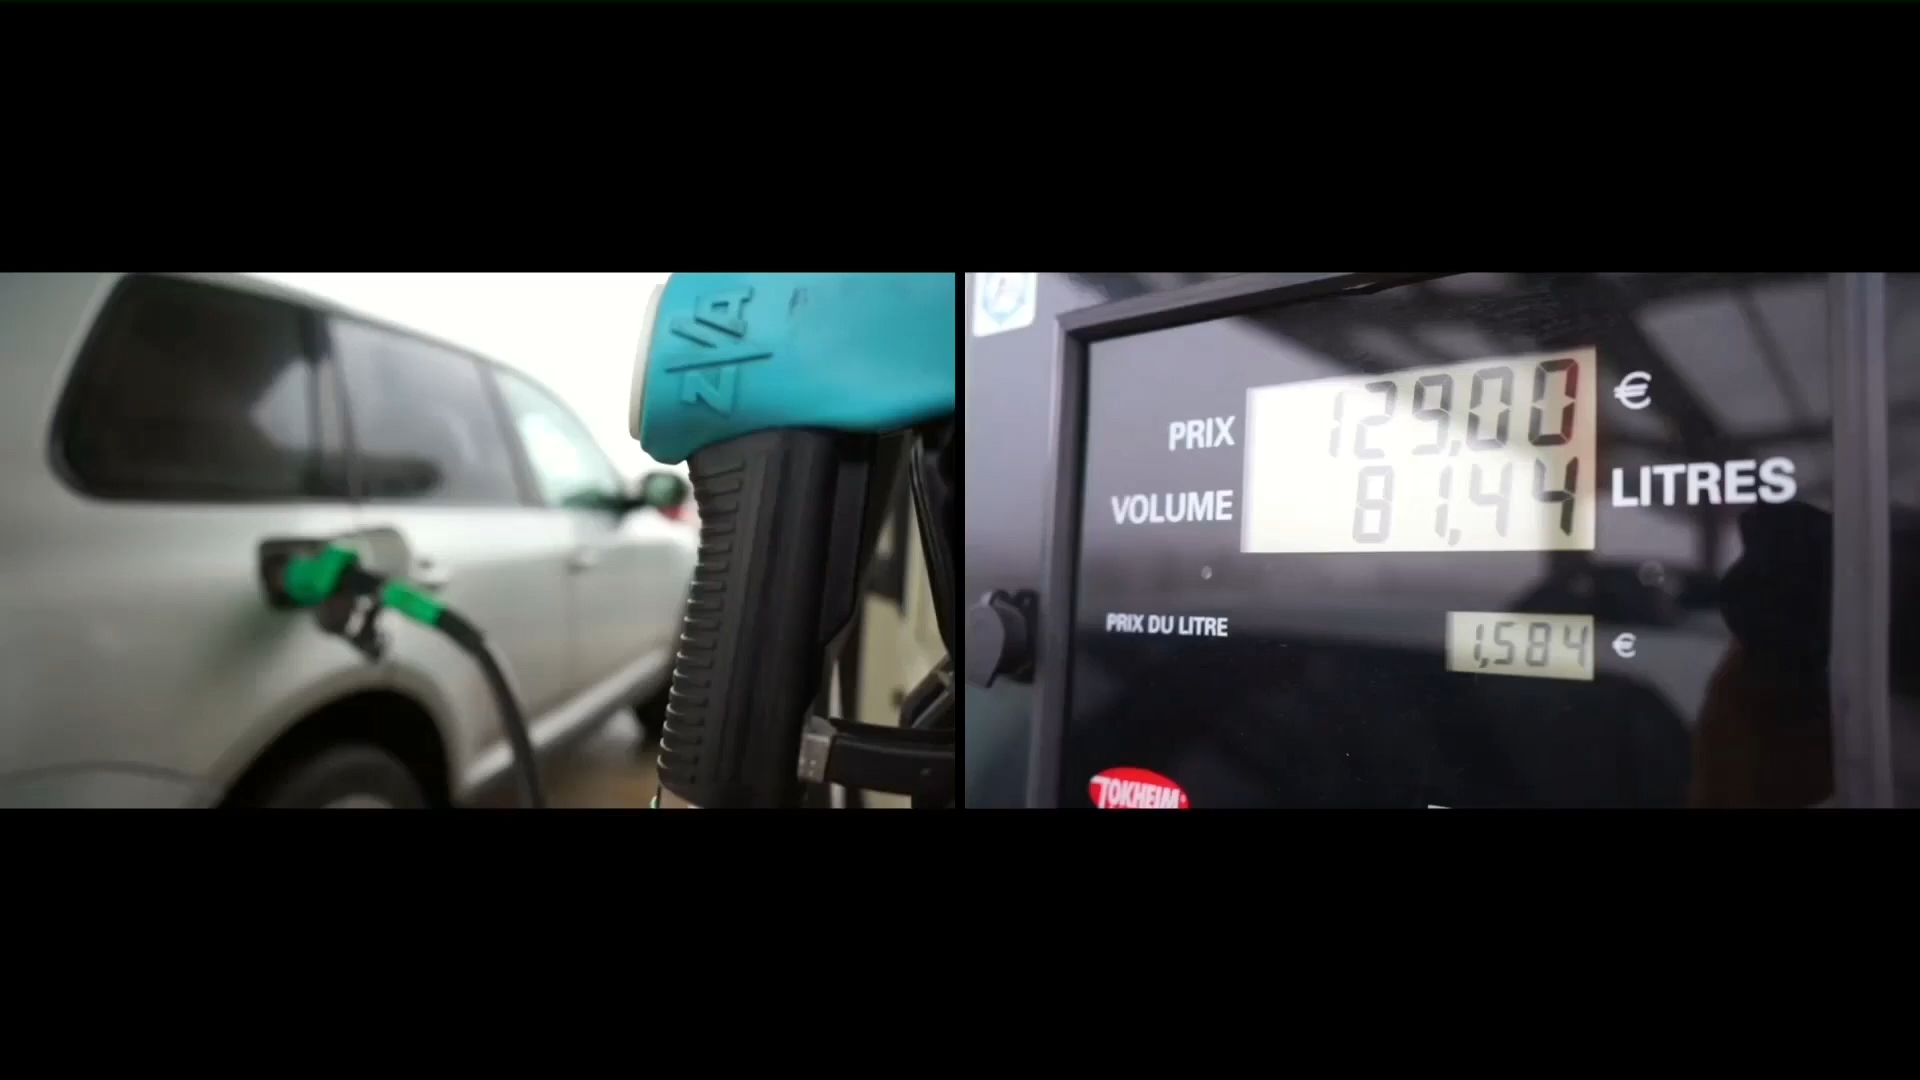 ZVA
PRIX 129,00 €
VOLUME 81,44 LITRES
PRIX DU LITRE 1,584 €
TOKHEIM